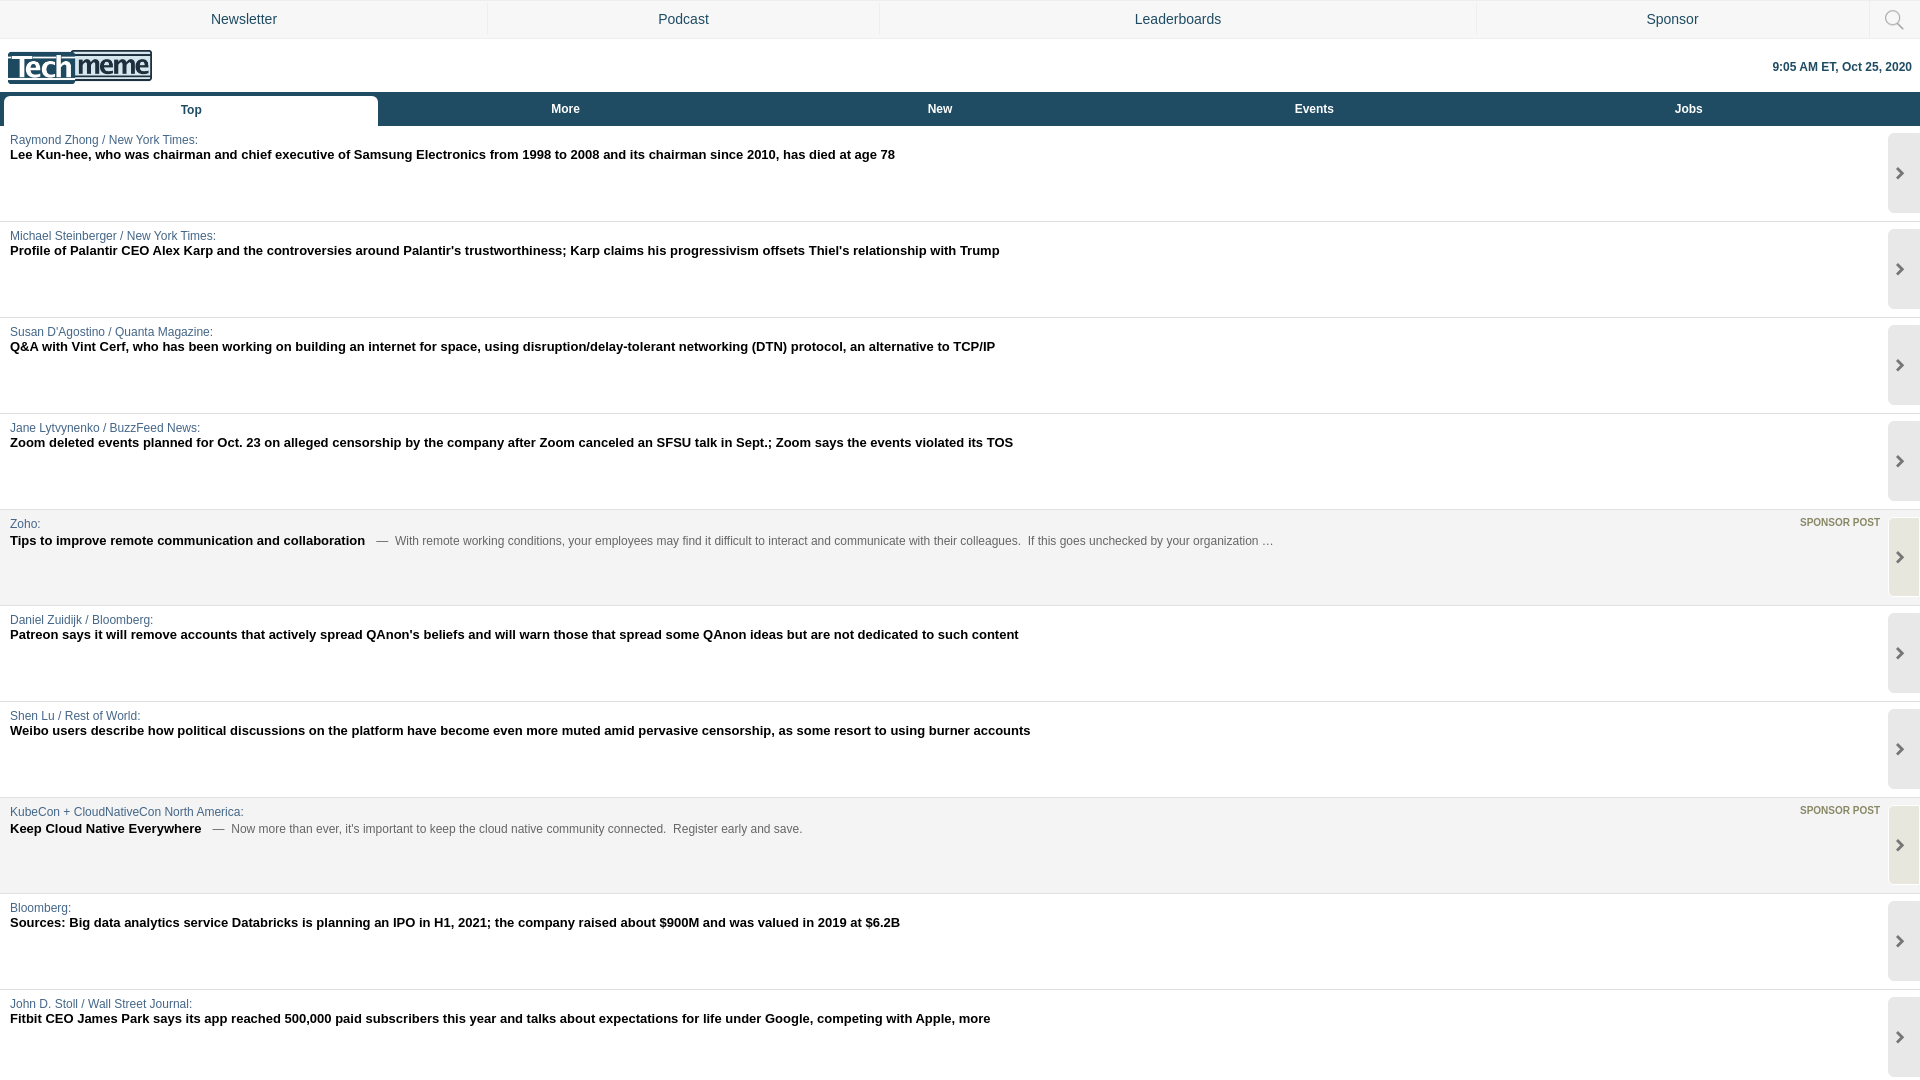 Newsletter
Podcast
Leaderboards
Sponsor
Techmeme
9:05 AM ET, Oct 25, 2020
Top
More
New
Events
Jobs
Raymond Zhong / New York Times:
Lee Kun-hee, who was chairman and chief executive of Samsung Electronics from 1998 to 2008 and its chairman since 2010, has died at age 78
Michael Steinberger / New York Times:
Profile of Palantir CEO Alex Karp and the controversies around Palantir's trustworthiness; Karp claims his progressivism offsets Thiel's relationship with Trump
Susan D'Agostino / Quanta Magazine:
Q&A with Vint Cerf, who has been working on building an internet for space, using disruption/delay-tolerant networking (DTN) protocol, an alternative to TCP/IP
Jane Lytvynenko / BuzzFeed News:
Zoom deleted events planned for Oct. 23 on alleged censorship by the company after Zoom canceled an SFSU talk in Sept.; Zoom says the events violated its TOS
Zoho:
SPONSOR POST
Tips to improve remote communication and collaboration — With remote working conditions, your employees may find it difficult to interact and communicate with their colleagues. If this goes unchecked by your organization …
Daniel Zuidijk / Bloomberg:
Patreon says it will remove accounts that actively spread QAnon's beliefs and will warn those that spread some QAnon ideas but are not dedicated to such content
Shen Lu / Rest of World:
Weibo users describe how political discussions on the platform have become even more muted amid pervasive censorship, as some resort to using burner accounts
KubeCon + CloudNativeCon North America:
SPONSOR POST
Keep Cloud Native Everywhere — Now more than ever, it's important to keep the cloud native community connected. Register early and save.
Bloomberg:
Sources: Big data analytics service Databricks is planning an IPO in H1, 2021; the company raised about $900M and was valued in 2019 at $6.2B
John D. Stoll / Wall Street Journal:
Fitbit CEO James Park says its app reached 500,000 paid subscribers this year and talks about expectations for life under Google, competing with Apple, more